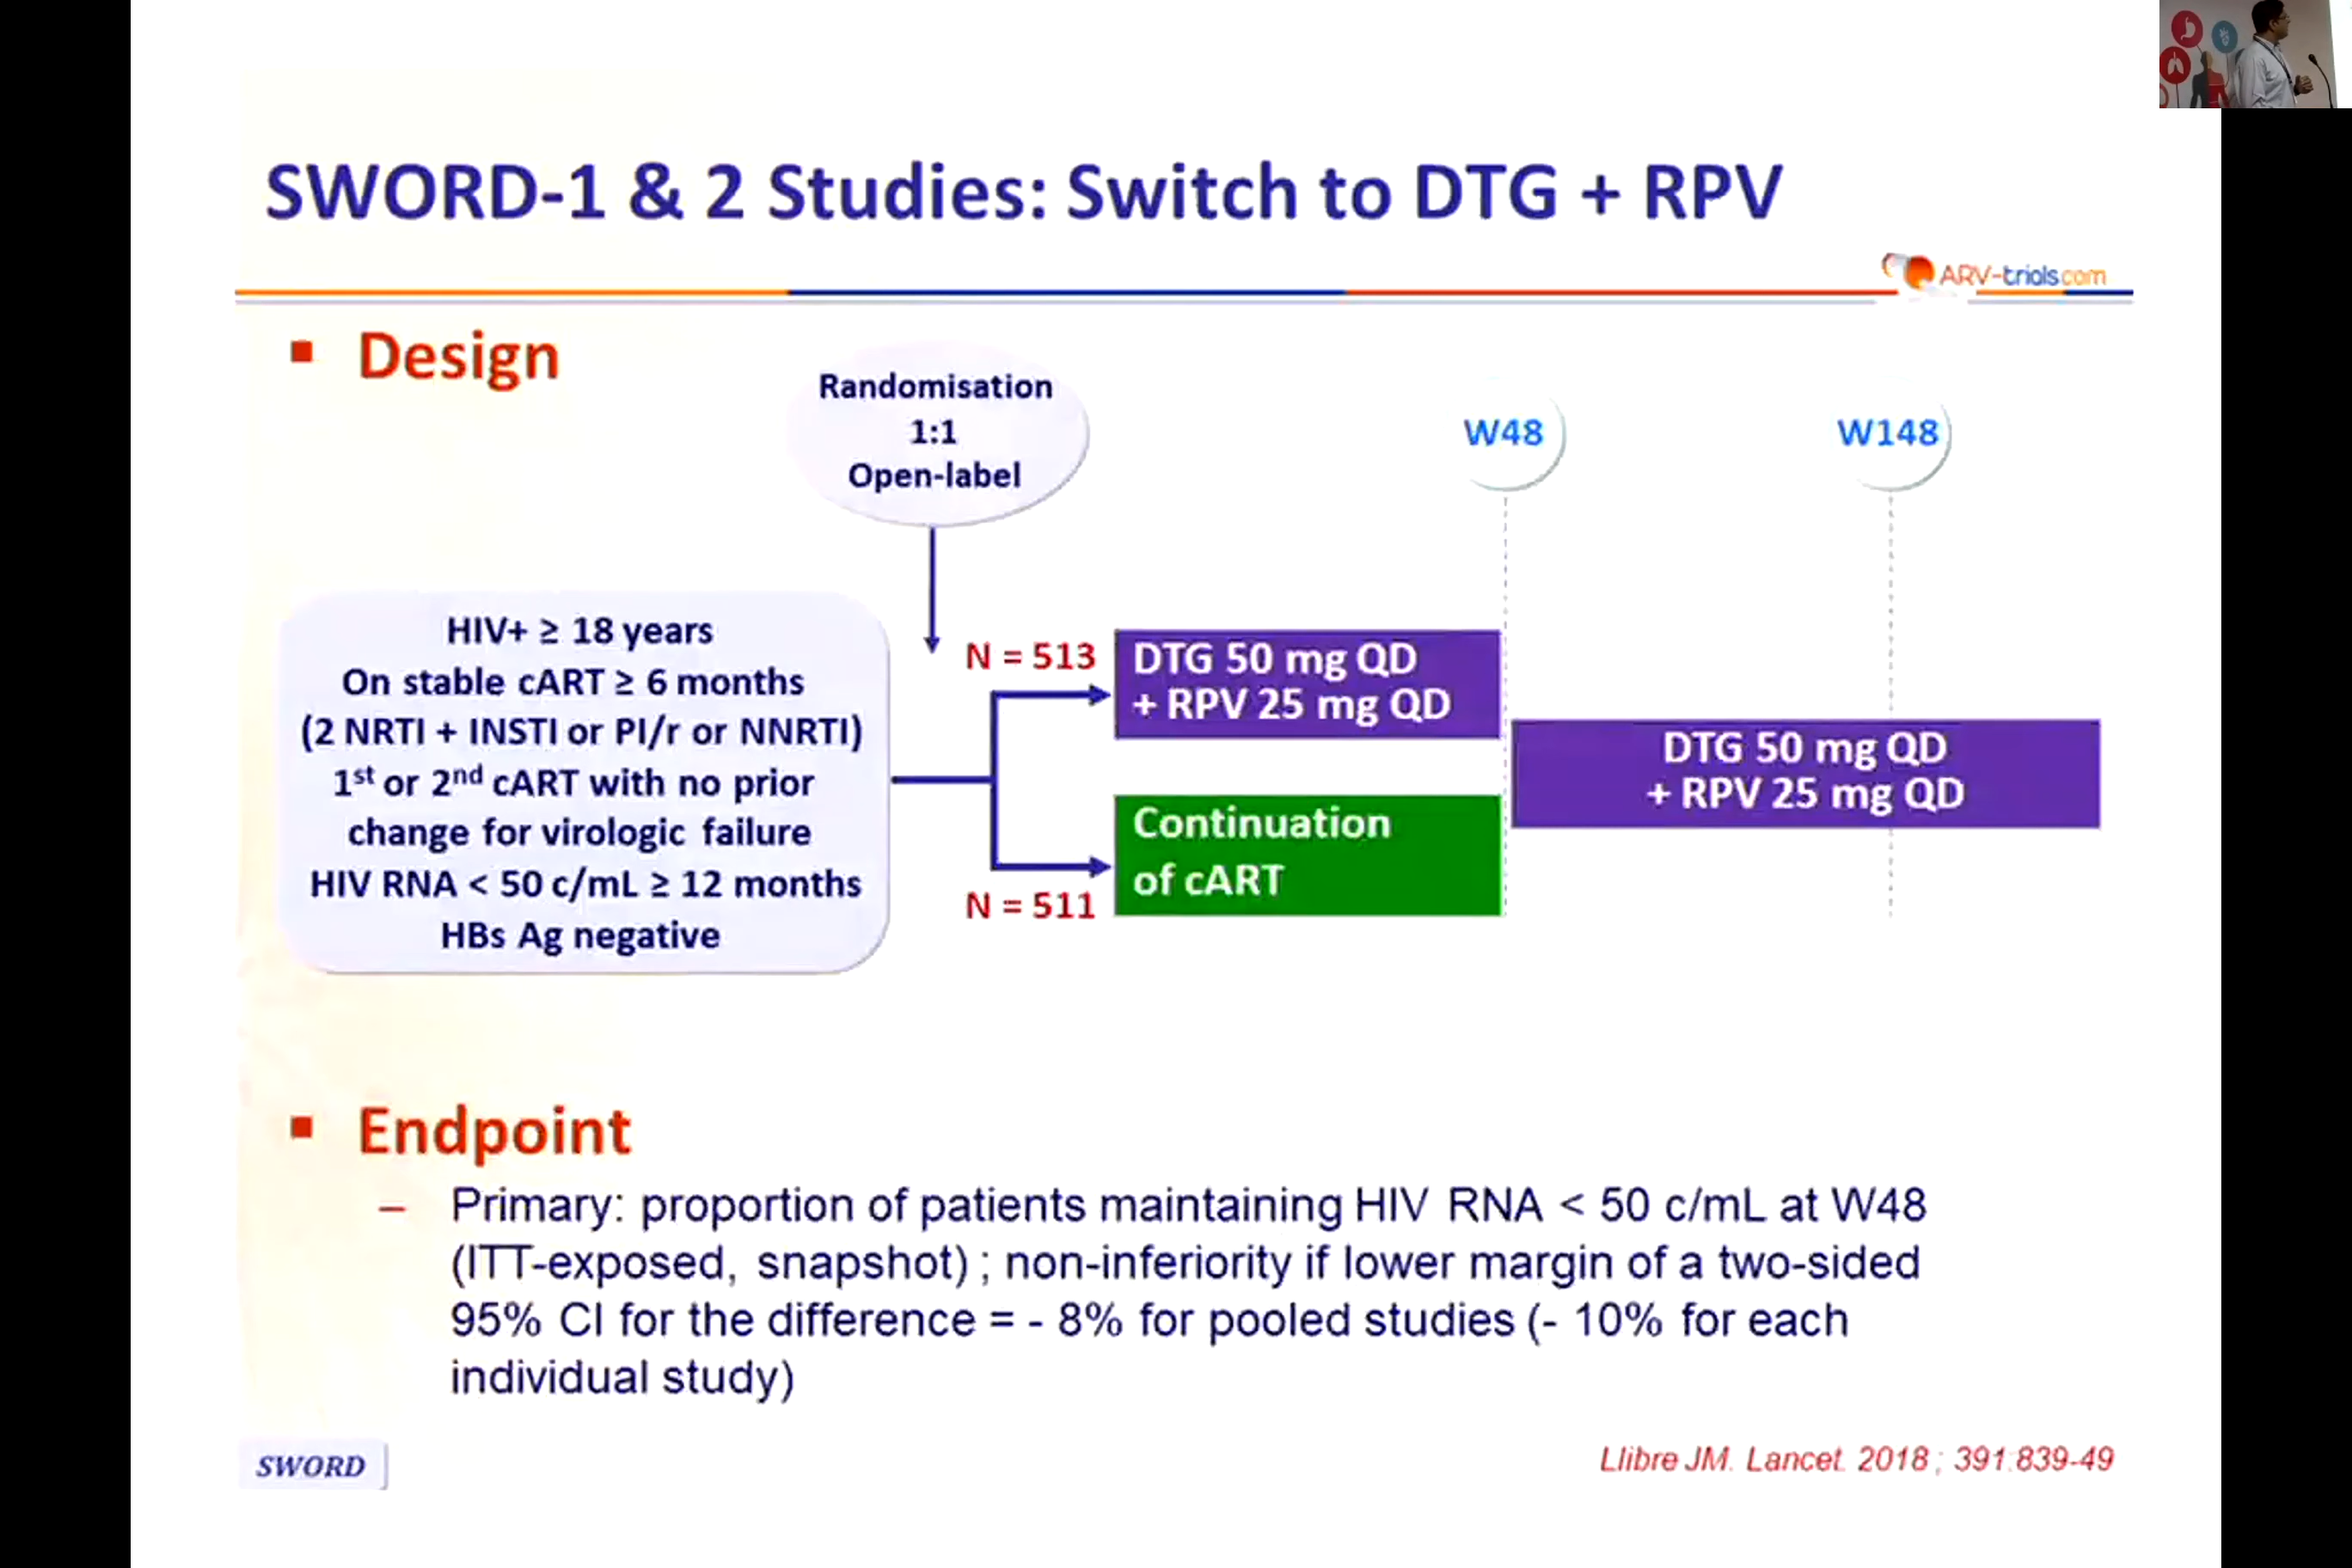 SWORD-1 & 2 Studies: Switch to DTG + RPV
ARV-trials.com
▪ Design
Randomisation
1:1
Open-label
W48
W148
HIV+ ≥ 18 years
On stable cART ≥ 6 months
(2 NRTI + INSTI or PI/r or NNRTI)
1st or 2nd cART with no prior
change for virologic failure
HIV RNA < 50 c/mL ≥ 12 months
HBs Ag negative
N = 513
DTG 50 mg QD
+ RPV 25 mg QD
N = 511
Continuation
of cART
DTG 50 mg QD
+ RPV 25 mg QD
▪ Endpoint
– Primary: proportion of patients maintaining HIV RNA < 50 c/mL at W48
(ITT-exposed, snapshot) ; non-inferiority if lower margin of a two-sided
95% CI for the difference = - 8% for pooled studies (- 10% for each
individual study)
SWORD
Llibre JM. Lancet. 2018 ; 391:839-49